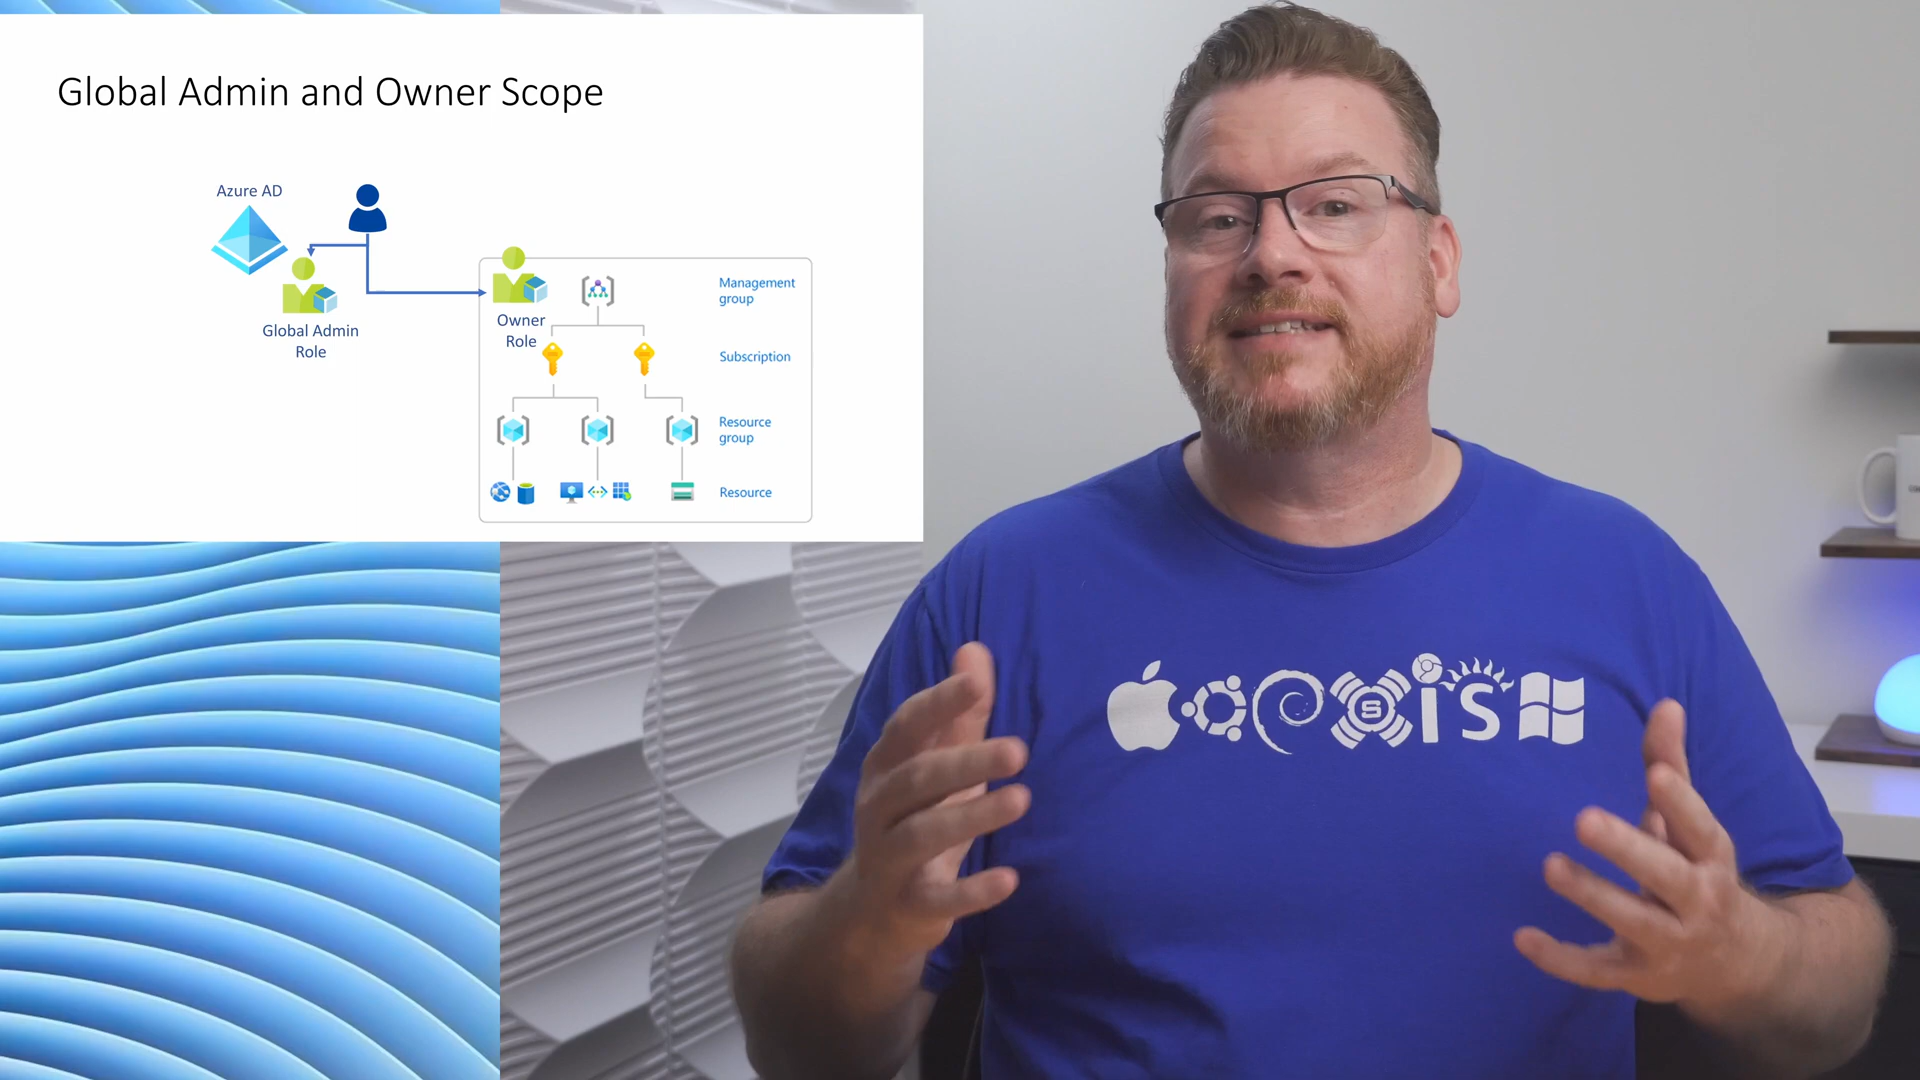 Global Admin and Owner Scope
Azure AD
Global Admin
Role
Owner
Role
Management
group
Subscription
Resource
group
Resource